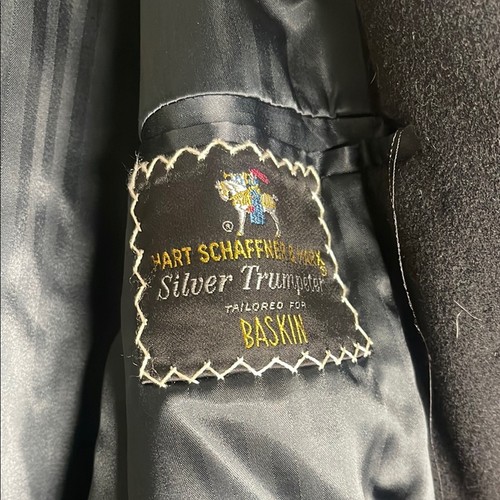 ®
HART SCHAFFNER & MARX®
Silver Trumpeter
TAILORED FOR
BASKIN